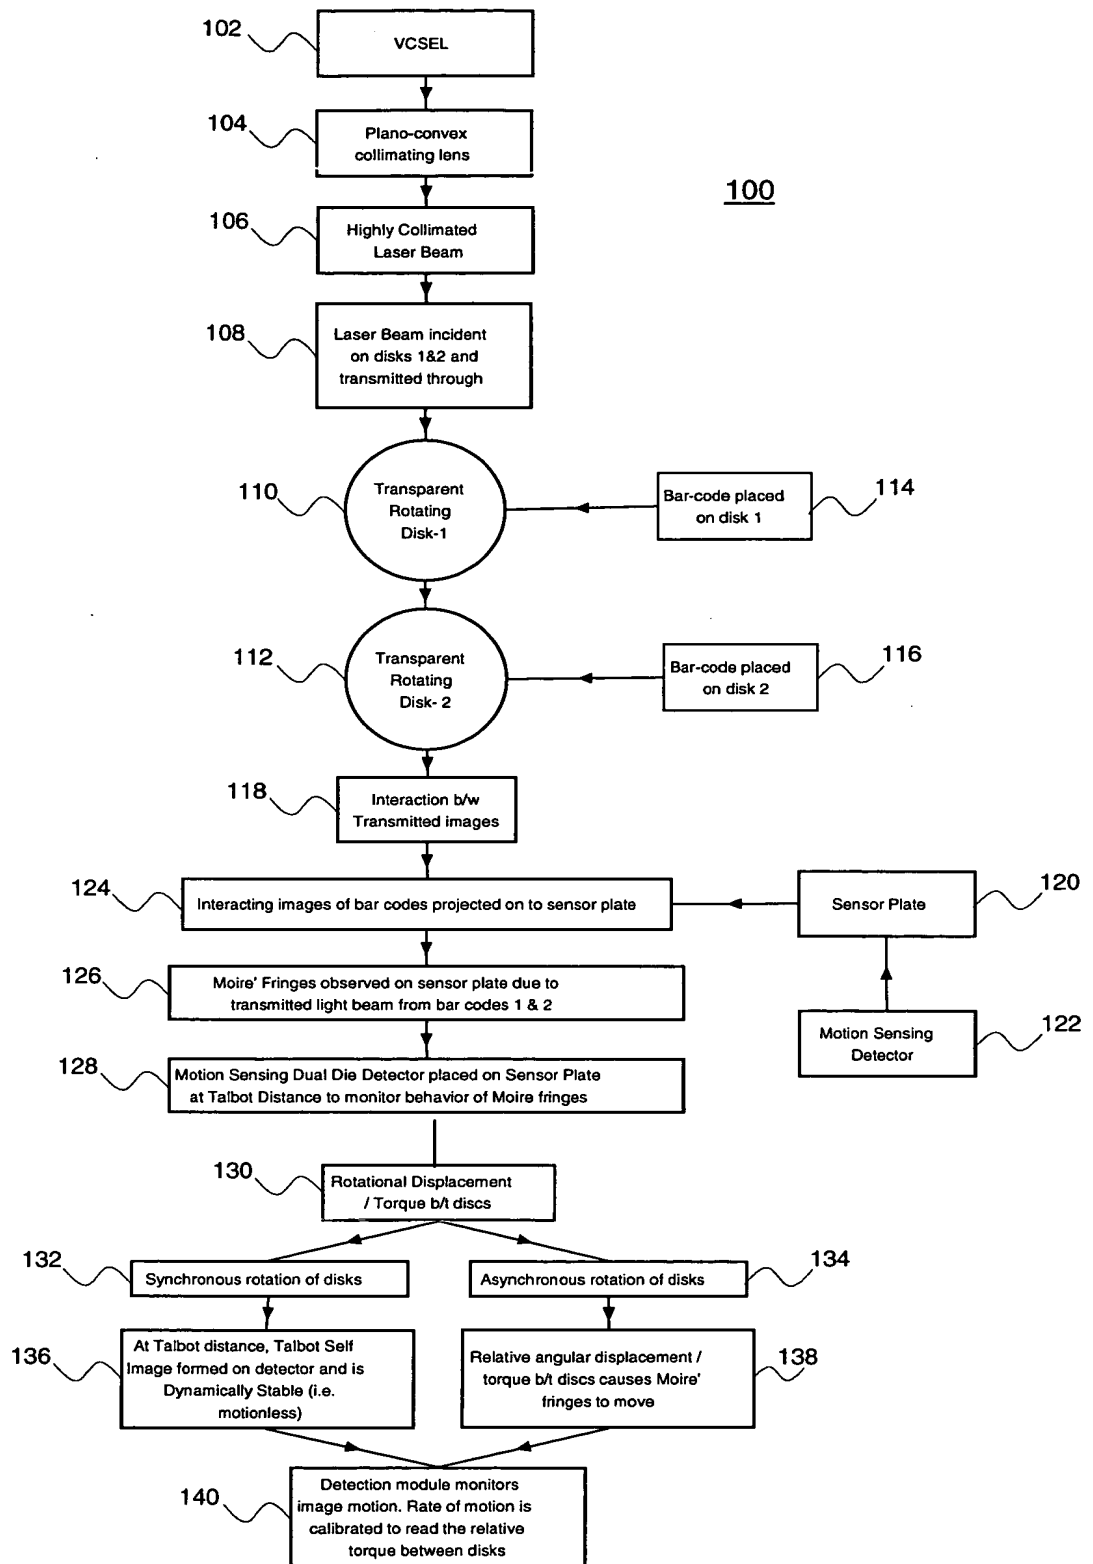 102
VCSEL
104
Plano-convex
collimating lens
100
106
Highly Collimated
Laser Beam
108
Laser Beam incident
on disks 1&2 and
transmitted through
110
Transparent
Rotating
Disk-1
Bar-code placed
on disk 1
114
112
Transparent
Rotating
Disk- 2
Bar-code placed
on disk 2
116
118
Interaction b/w
Transmitted images
124
Interacting images of bar codes projected on to sensor plate
Sensor Plate
120
126
Moire' Fringes observed on sensor plate due to
transmitted light beam from bar codes 1 & 2
Motion Sensing
Detector
122
128
Motion Sensing Dual Die Detector placed on Sensor Plate
at Talbot Distance to monitor behavior of Moire fringes
130
Rotational Displacement
/ Torque b/t discs
132
Synchronous rotation of disks
Asynchronous rotation of disks
134
136
At Talbot distance, Talbot Self
Image formed on detector and is
Dynamically Stable (i.e.
motionless)
Relative angular displacement /
torque b/t discs causes Moire'
fringes to move
138
140
Detection module monitors
image motion. Rate of motion is
calibrated to read the relative
torque between disks